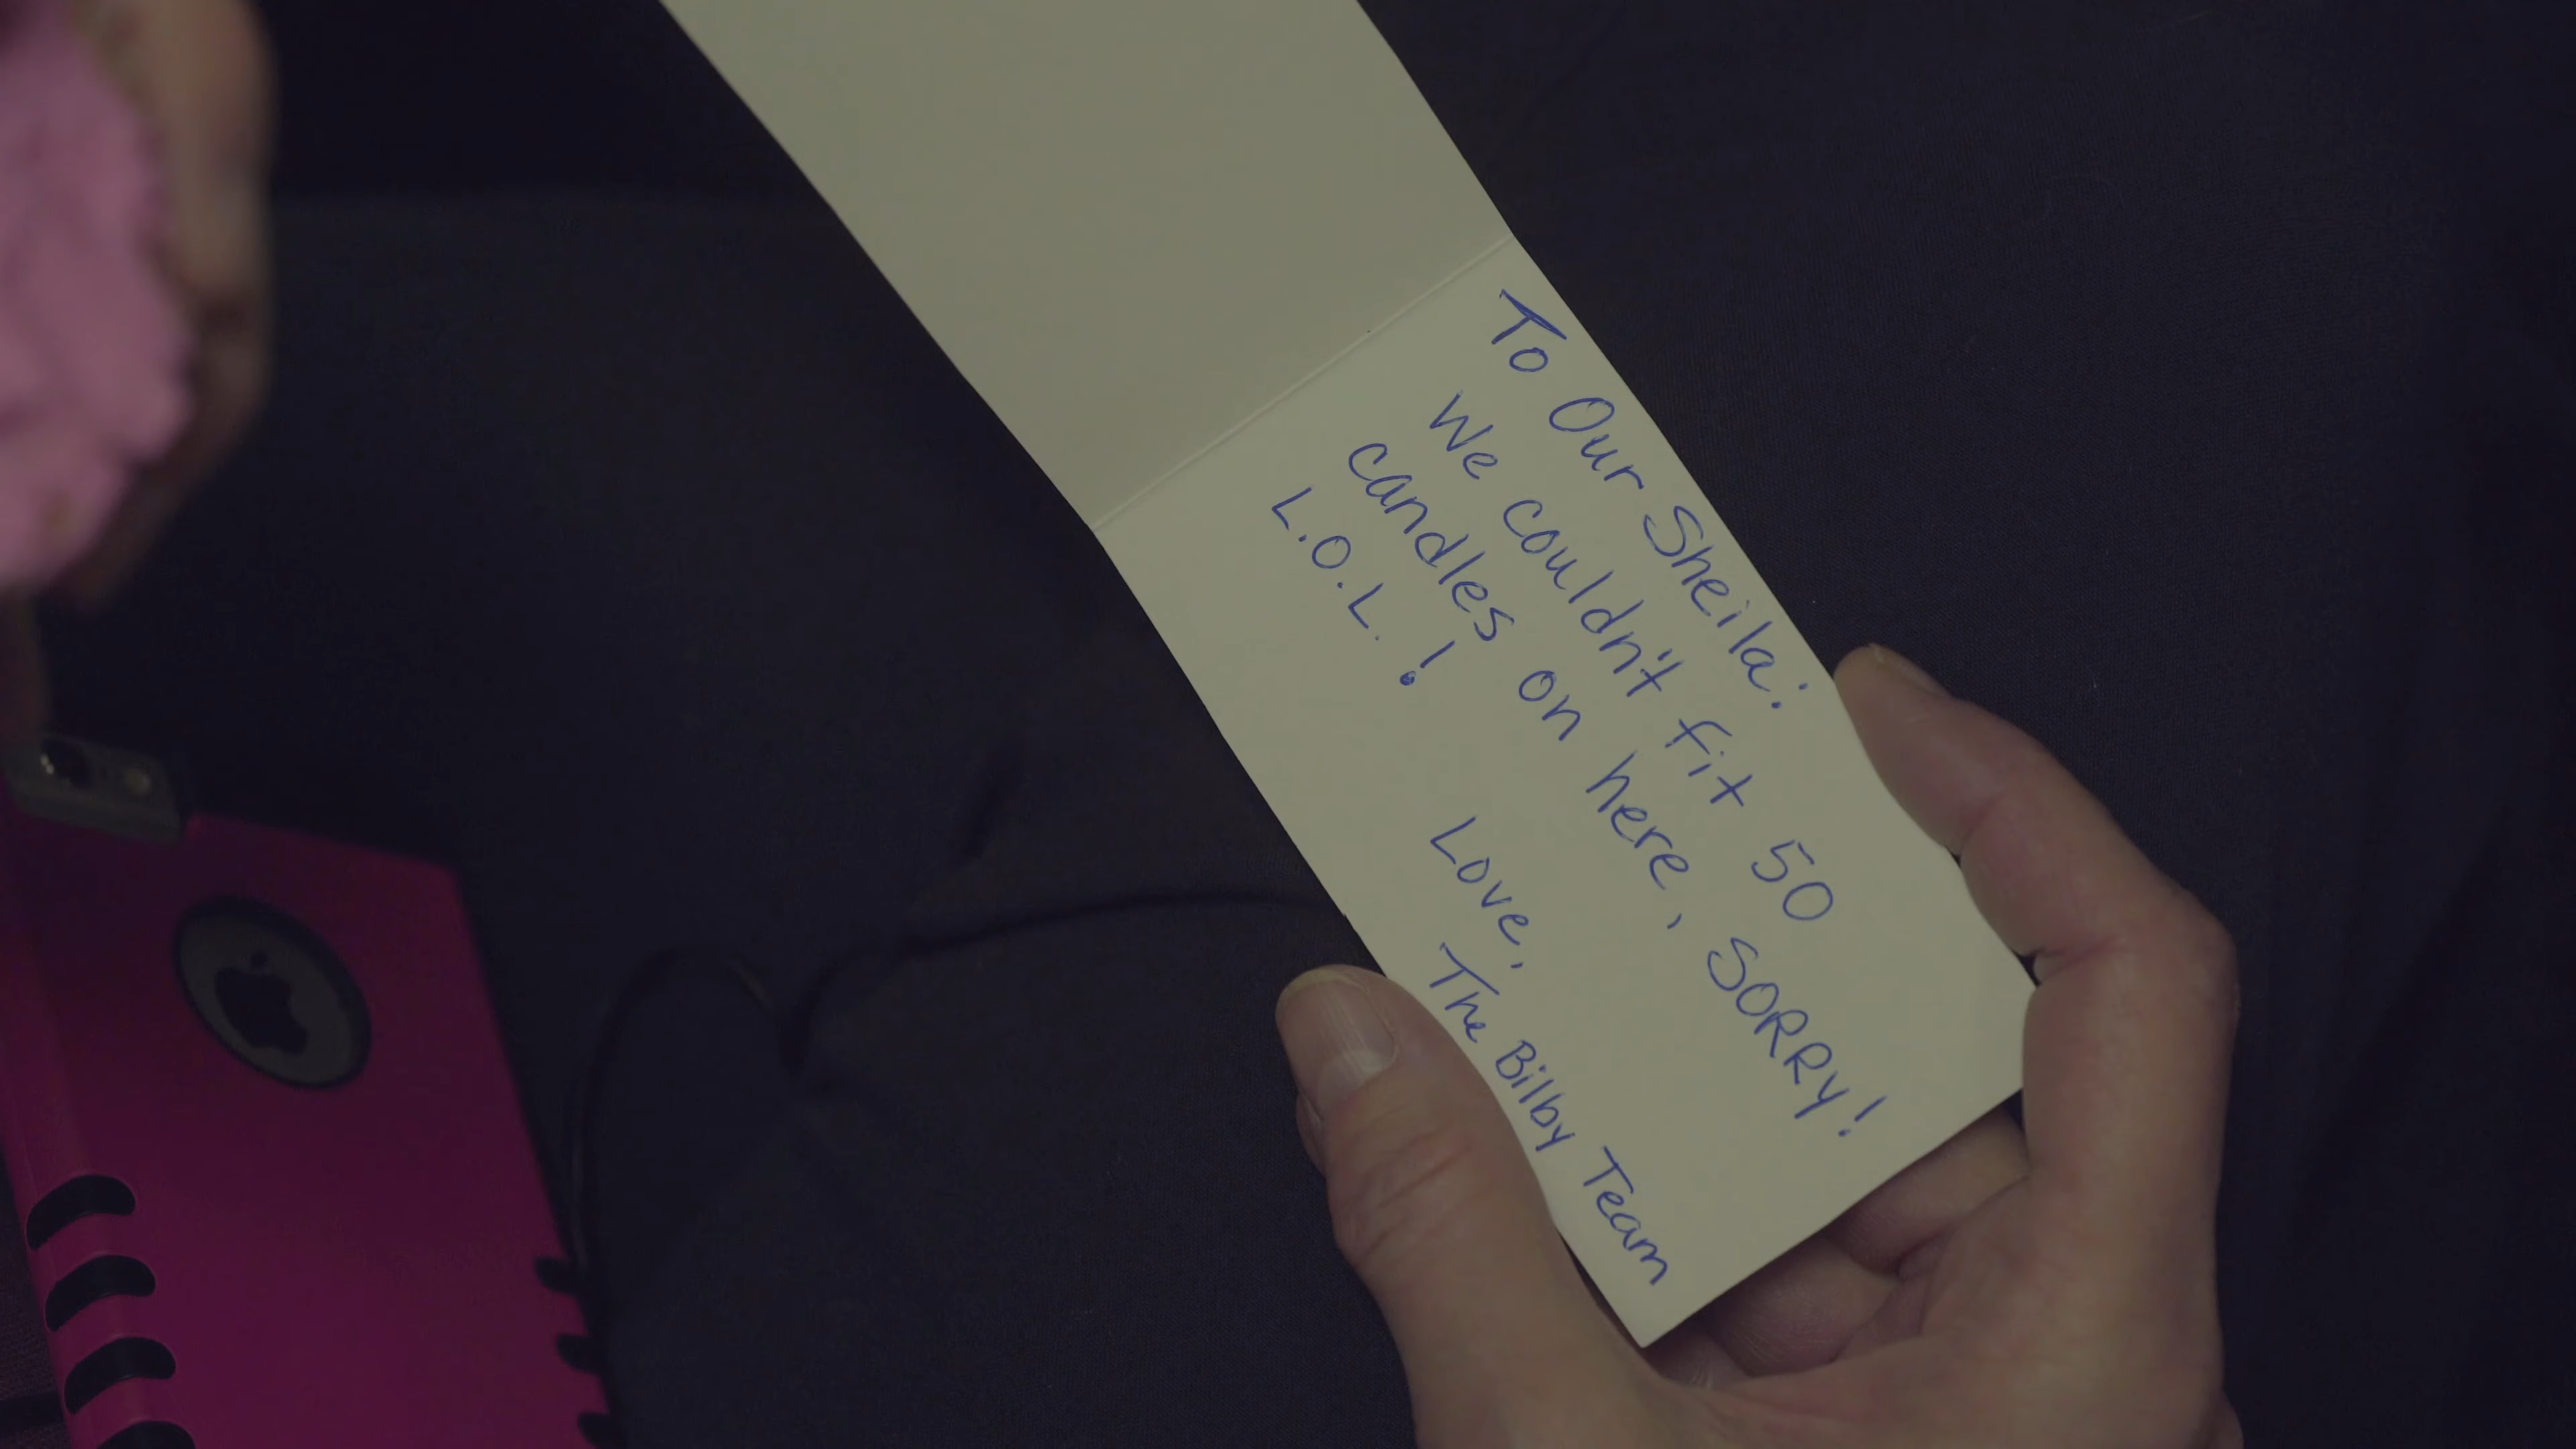 To Our Sheila:
We couldn't fit 50
candles on here, SORRY!
L.O.L. !
Love,
The Bilby Team